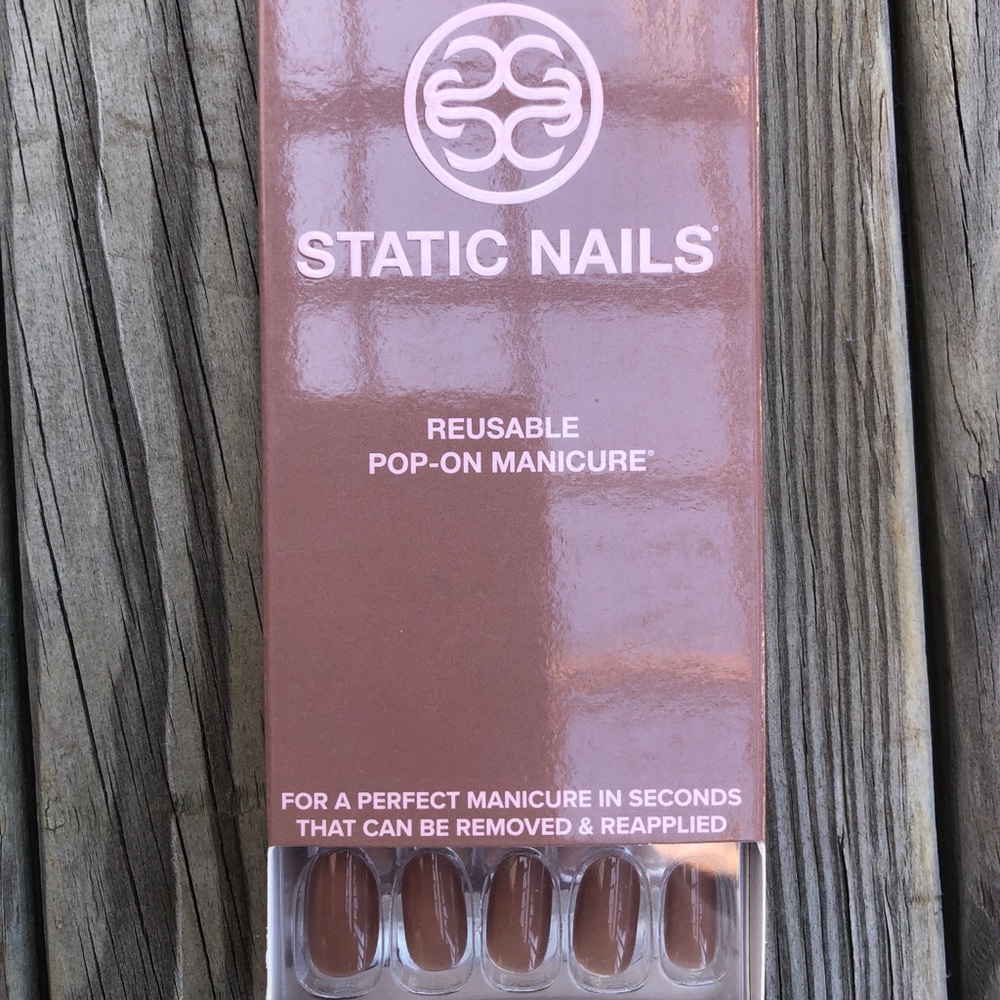 STATIC NAILS®
REUSABLE
POP-ON MANICURE®
FOR A PERFECT MANICURE IN SECONDS
THAT CAN BE REMOVED & REAPPLIED